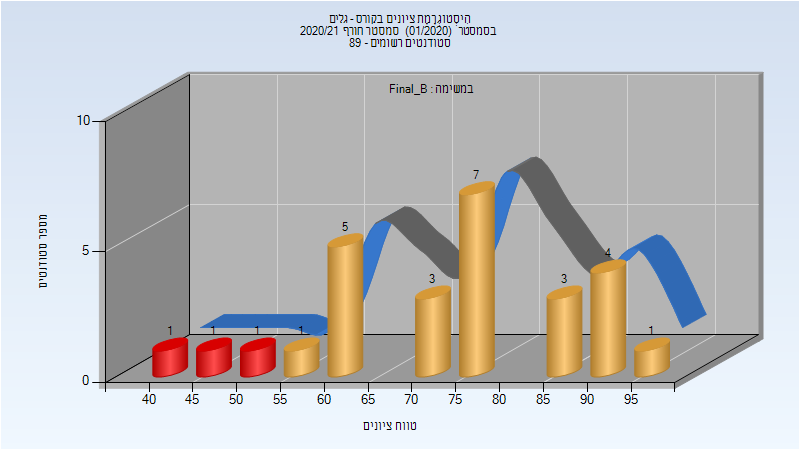 היסטוגרמת ציונים בקורס - גלים
בסמסטר (01/2020) סמסטר חורף 2020/21
סטודנטים רשומים - 89
במשימה : Final_B
מספר סטודנטים
10
5
0
1 1 1 1 5 3 7 3 4 1
40 45 50 55 60 65 70 75 80 85 90 95
טווח ציונים